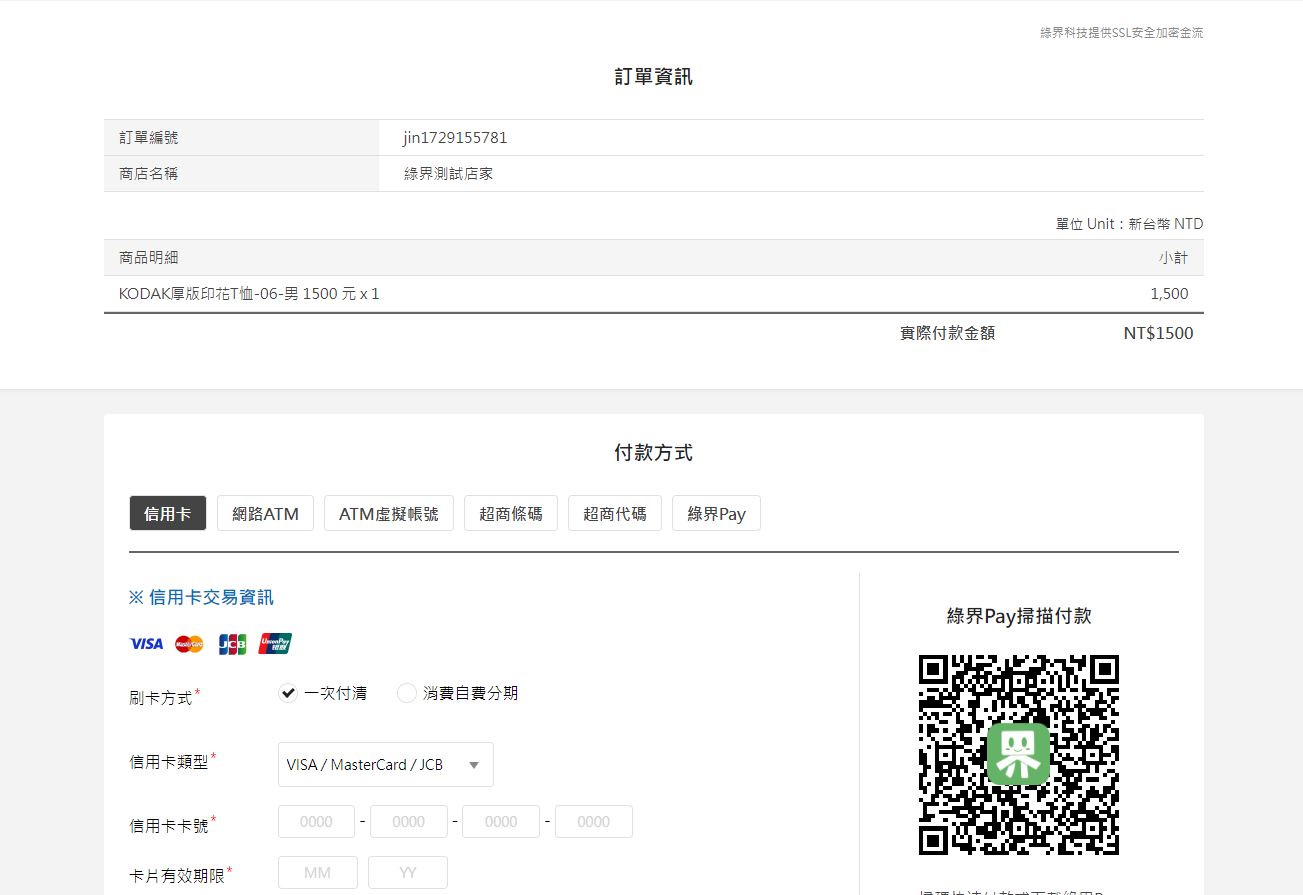 綠界科技提供SSL安全加密金流
訂單資訊
訂單編號 jin1729155781
商店名稱 綠界測試店家
單位 Unit：新台幣 NTD
商品明細 小計
KODAK厚版印花T恤-06-男 1500 元 x 1 1,500
實際付款金額 NT$1500
付款方式
信用卡 網路ATM ATM虛擬帳號 超商條碼 超商代碼 綠界Pay
※ 信用卡交易資訊
綠界Pay掃描付款
VISA MasterCard JCB UnionPay 银联
刷卡方式* 一次付清 消費自費分期
信用卡類型* VISA / MasterCard / JCB
信用卡卡號* 0000 - 0000 - 0000 - 0000
卡片有效期限* MM YY